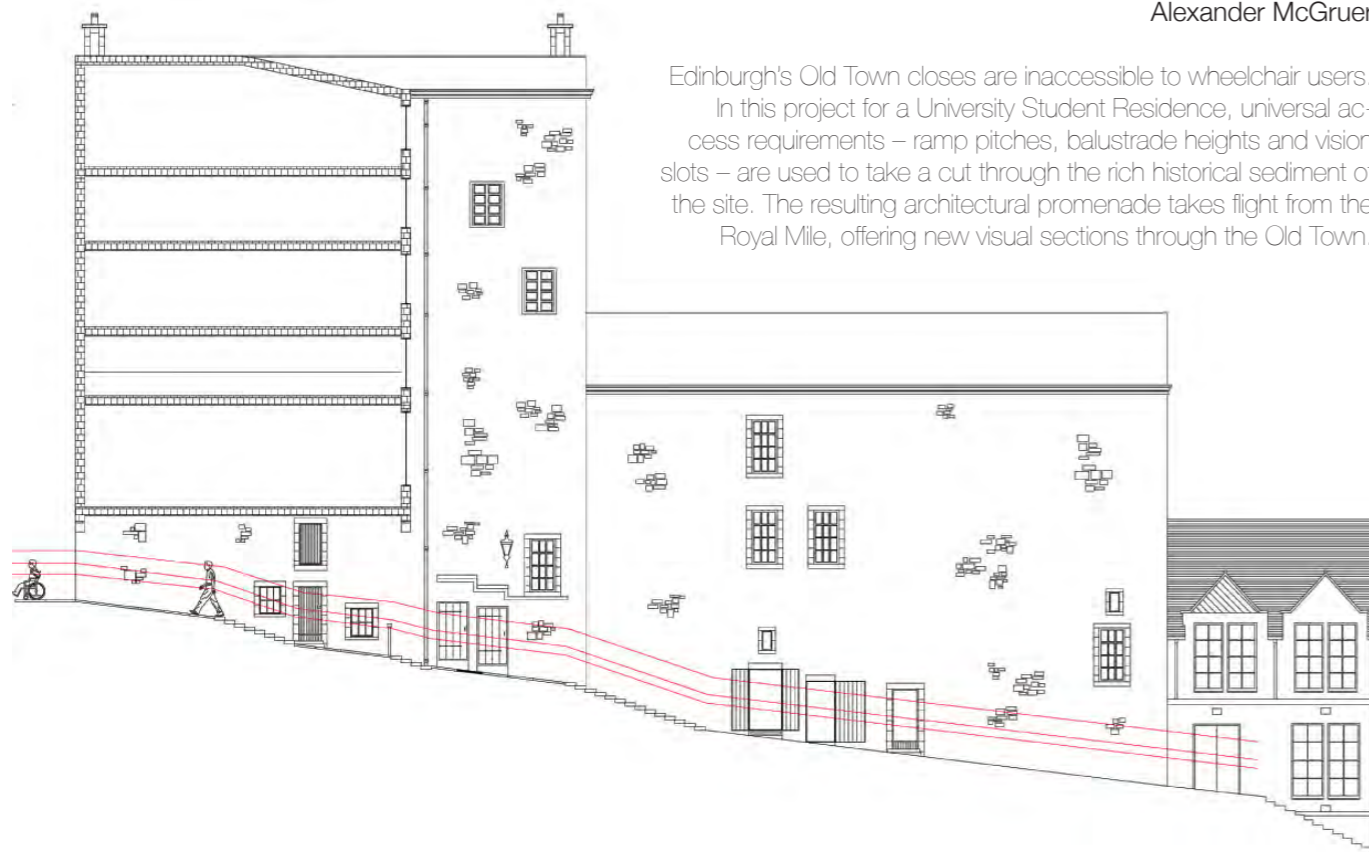 Alexander McGruer
Edinburgh's Old Town closes are inaccessible to wheelchair users.
In this project for a University Student Residence, universal ac-
cess requirements – ramp pitches, balustrade heights and vision
slots – are used to take a cut through the rich historical sediment of
the site. The resulting architectural promenade takes flight from the
Royal Mile, offering new visual sections through the Old Town.